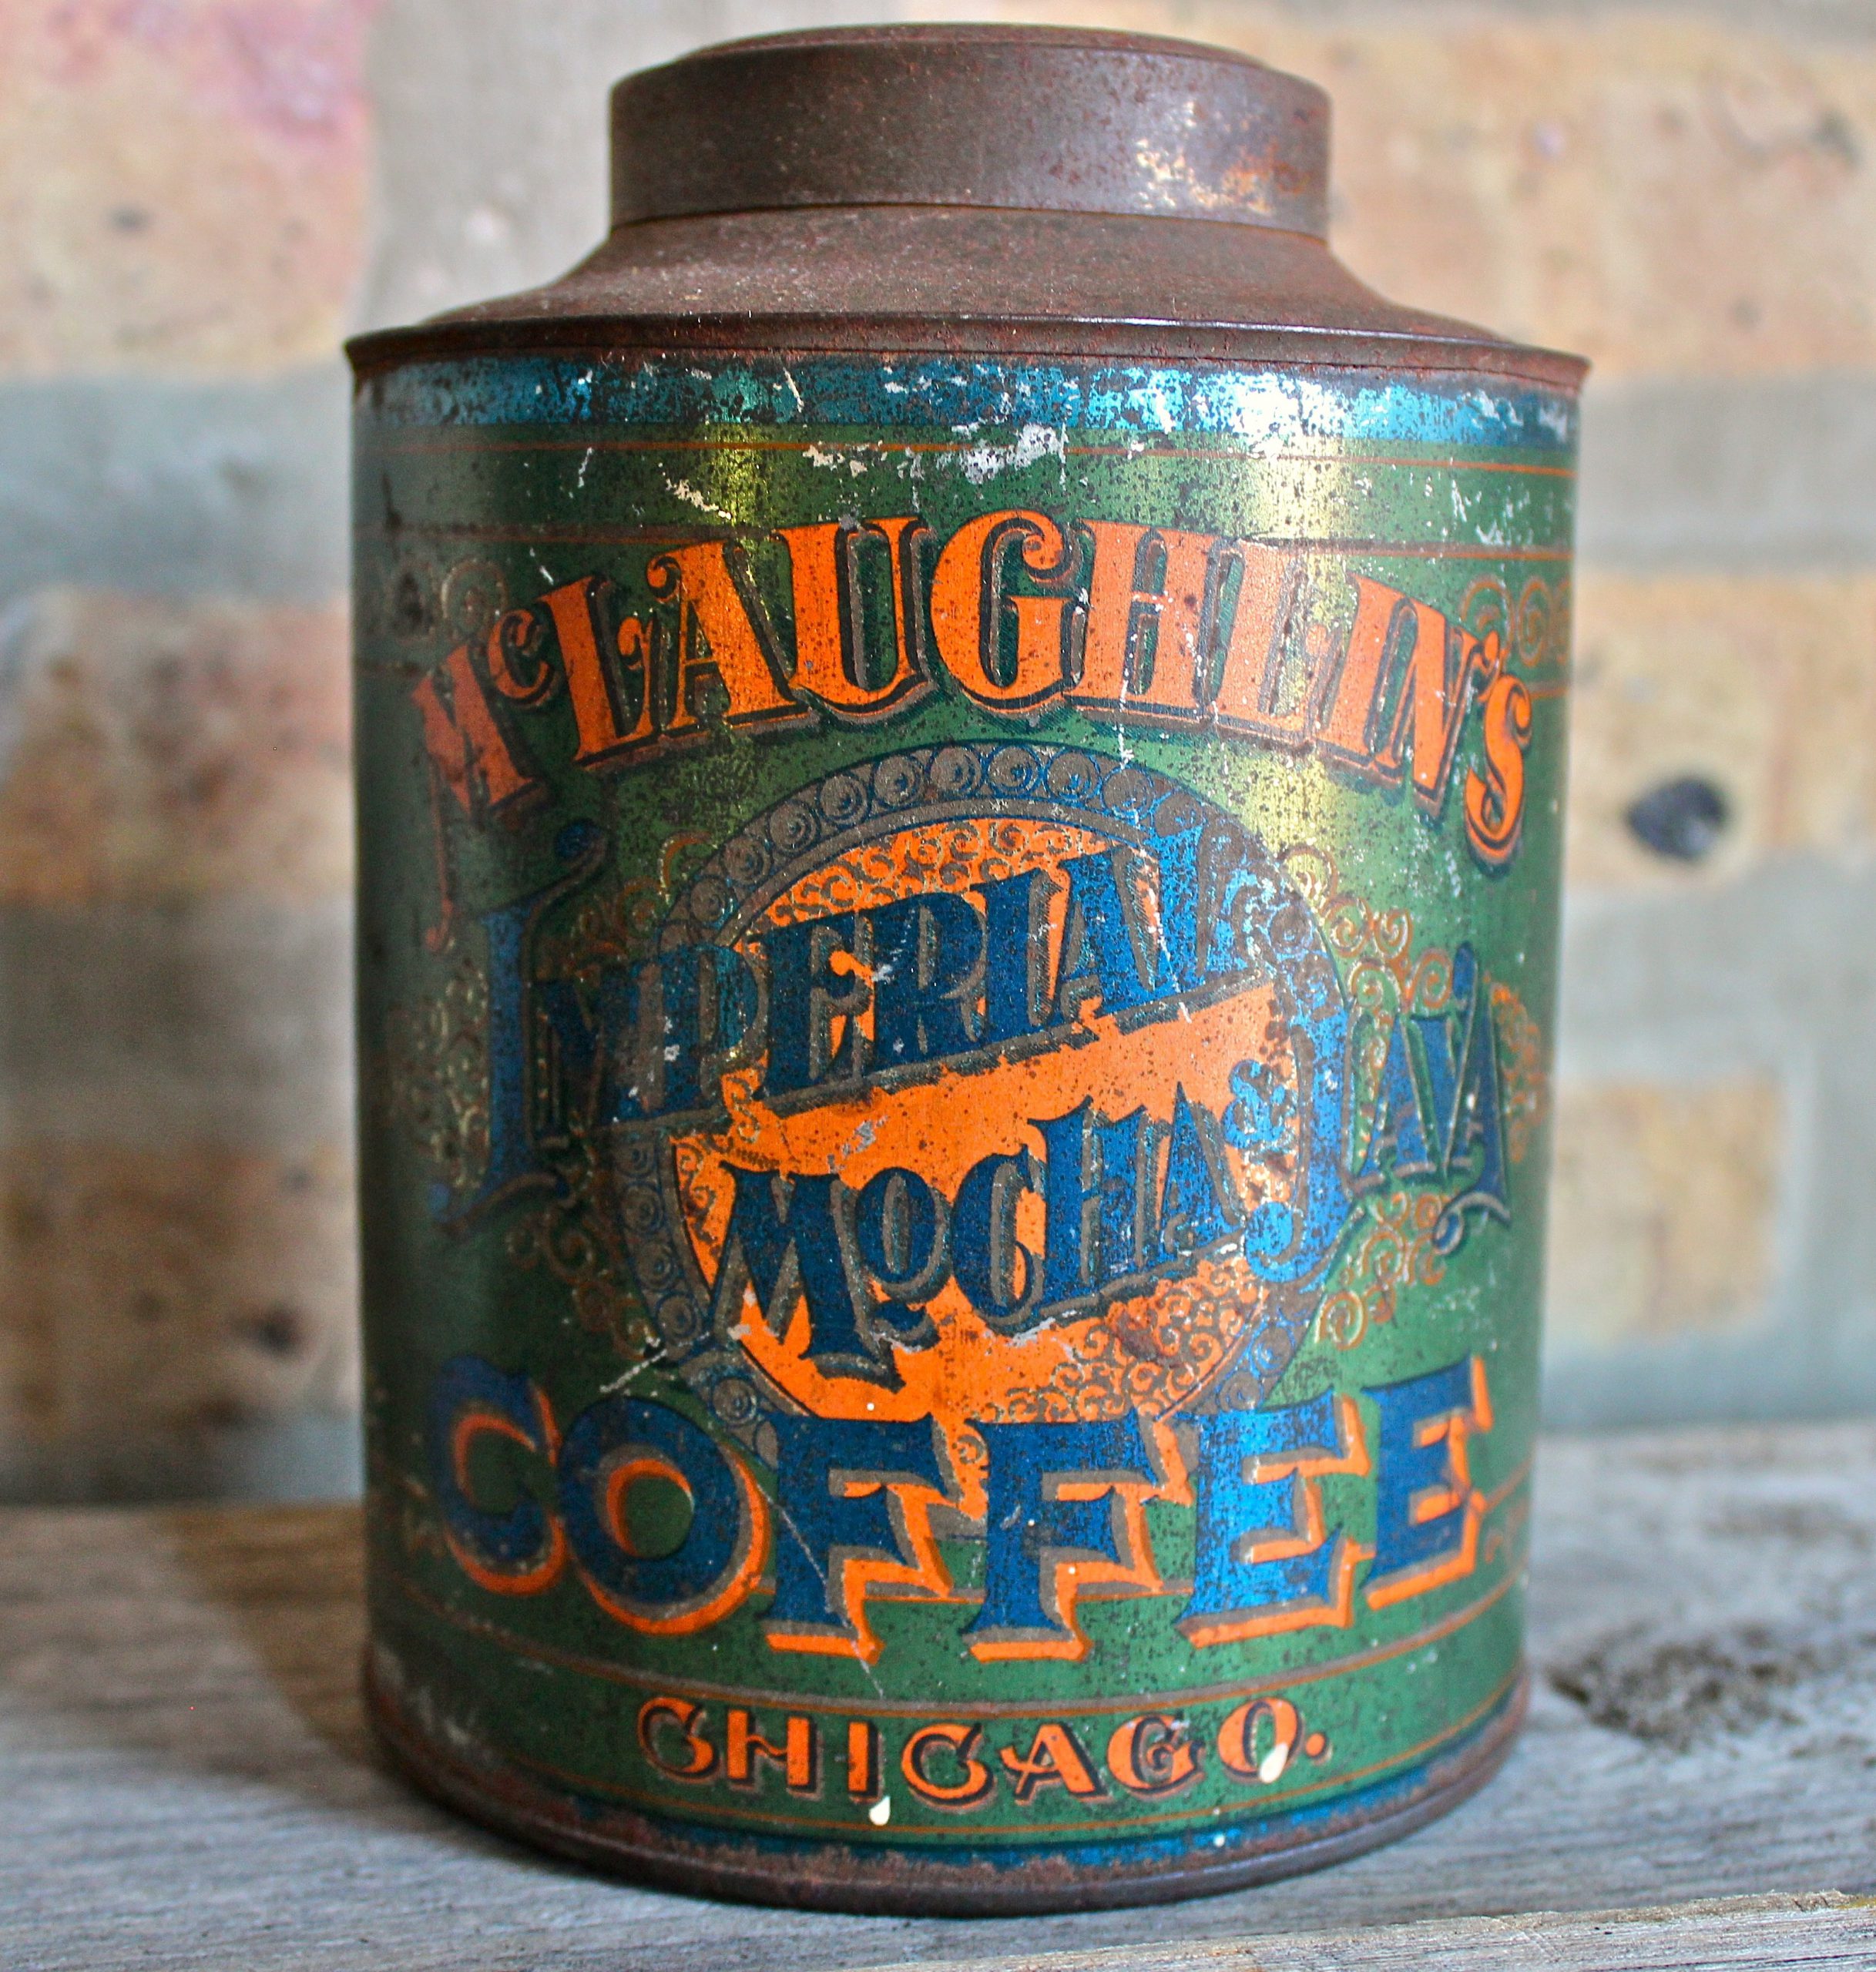 McLAUGHLIN'S
IMPERIAL
MOCHA & JAVA
COFFEE
CHICAGO.